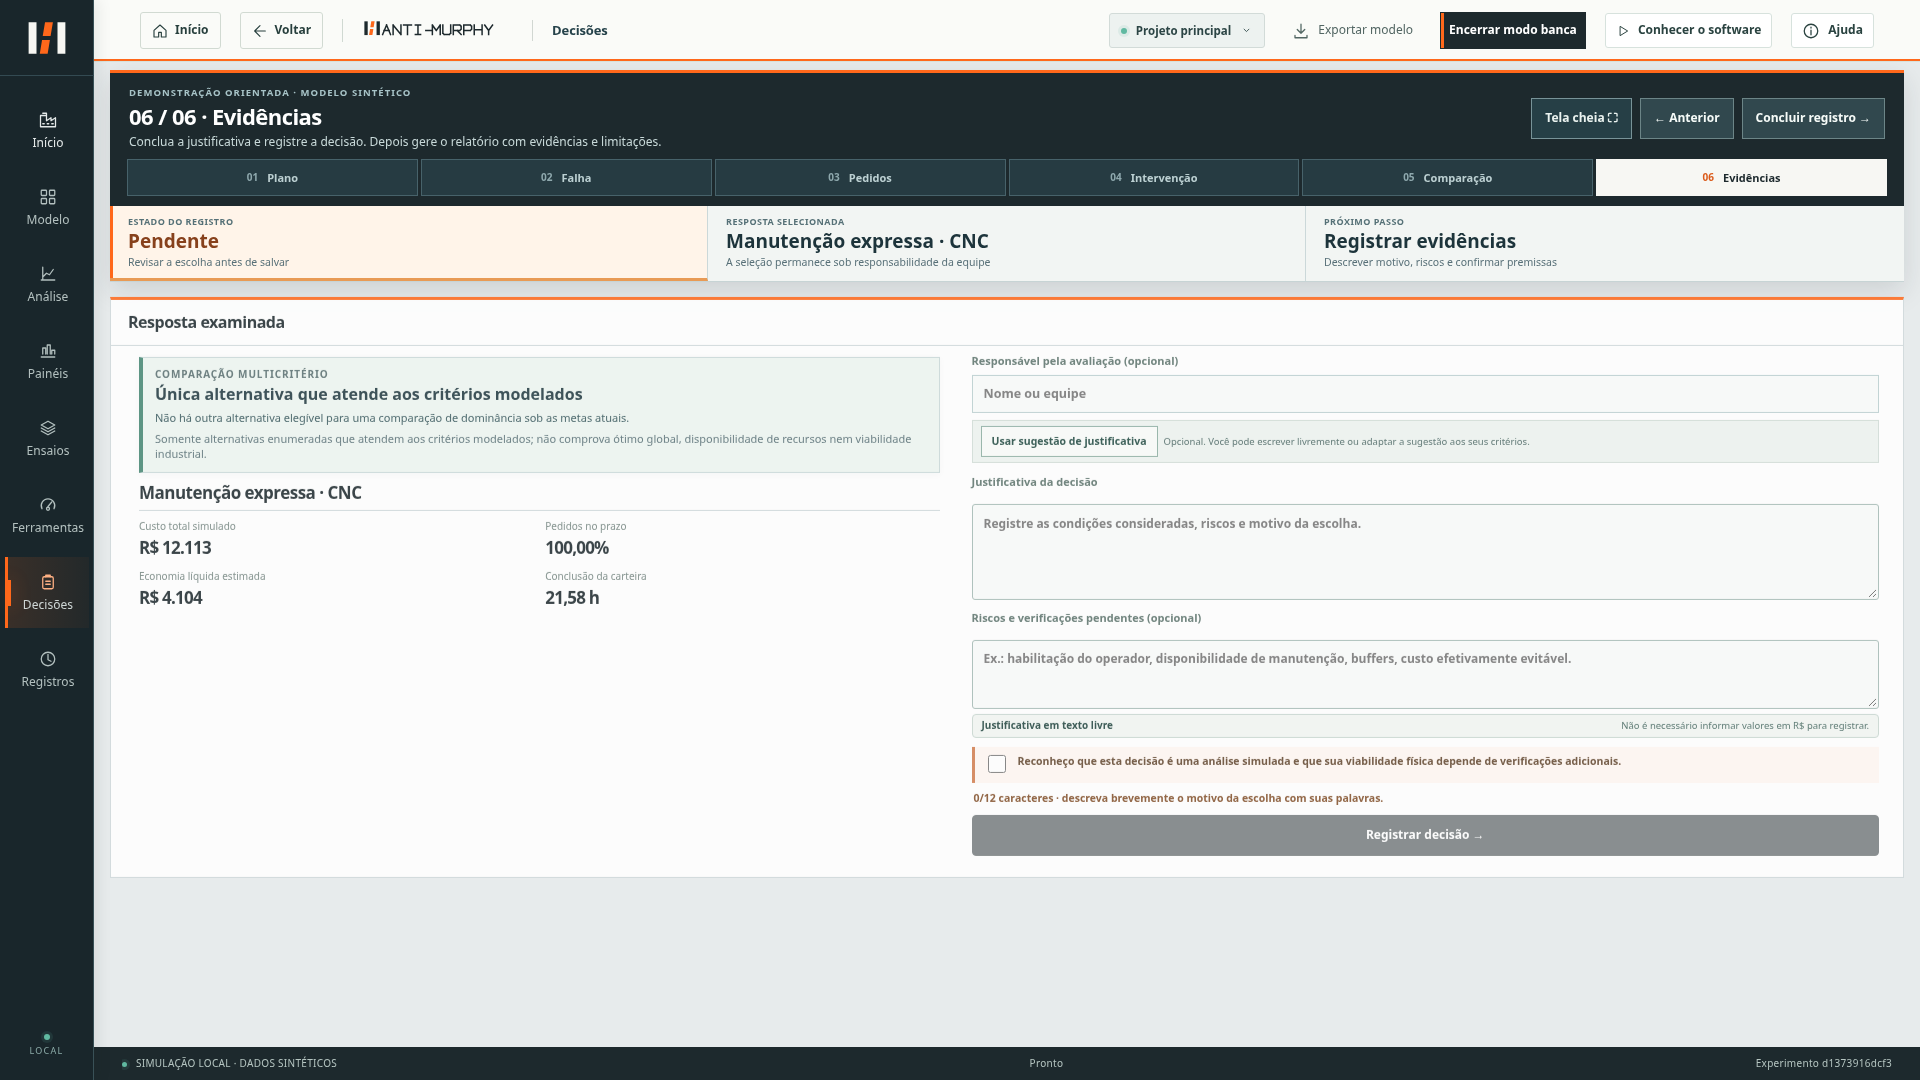 Início
Voltar
ANTI-MURPHY
Decisões
Projeto principal
Exportar modelo
Encerrar modo banca
Conhecer o software
Ajuda
Início
Modelo
Análise
Painéis
Ensaios
Ferramentas
Decisões
Registros
LOCAL
DEMONSTRAÇÃO ORIENTADA · MODELO SINTÉTICO
06 / 06 · Evidências
Conclua a justificativa e registre a decisão. Depois gere o relatório com evidências e limitações.
Tela cheia
← Anterior
Concluir registro →
01 Plano
02 Falha
03 Pedidos
04 Intervenção
05 Comparação
06 Evidências
ESTADO DO REGISTRO
Pendente
Revisar a escolha antes de salvar
RESPOSTA SELECIONADA
Manutenção expressa · CNC
A seleção permanece sob responsabilidade da equipe
PRÓXIMO PASSO
Registrar evidências
Descrever motivo, riscos e confirmar premissas
Resposta examinada
COMPARAÇÃO MULTICRITÉRIO
Única alternativa que atende aos critérios modelados
Não há outra alternativa elegível para uma comparação de dominância sob as metas atuais.
Somente alternativas enumeradas que atendem aos critérios modelados; não comprova ótimo global, disponibilidade de recursos nem viabilidade
industrial.
Manutenção expressa · CNC
Custo total simulado
R$ 12.113
Pedidos no prazo
100,00%
Economia líquida estimada
R$ 4.104
Conclusão da carteira
21,58 h
Responsável pela avaliação (opcional)
Nome ou equipe
Usar sugestão de justificativa
Opcional. Você pode escrever livremente ou adaptar a sugestão aos seus critérios.
Justificativa da decisão
Registre as condições consideradas, riscos e motivo da escolha.
Riscos e verificações pendentes (opcional)
Ex.: habilitação do operador, disponibilidade de manutenção, buffers, custo efetivamente evitável.
Justificativa em texto livre
Não é necessário informar valores em R$ para registrar.
Reconheço que esta decisão é uma análise simulada e que sua viabilidade física depende de verificações adicionais.
0/12 caracteres · descreva brevemente o motivo da escolha com suas palavras.
Registrar decisão →
SIMULAÇÃO LOCAL · DADOS SINTÉTICOS
Pronto
Experimento d1373916dcf3